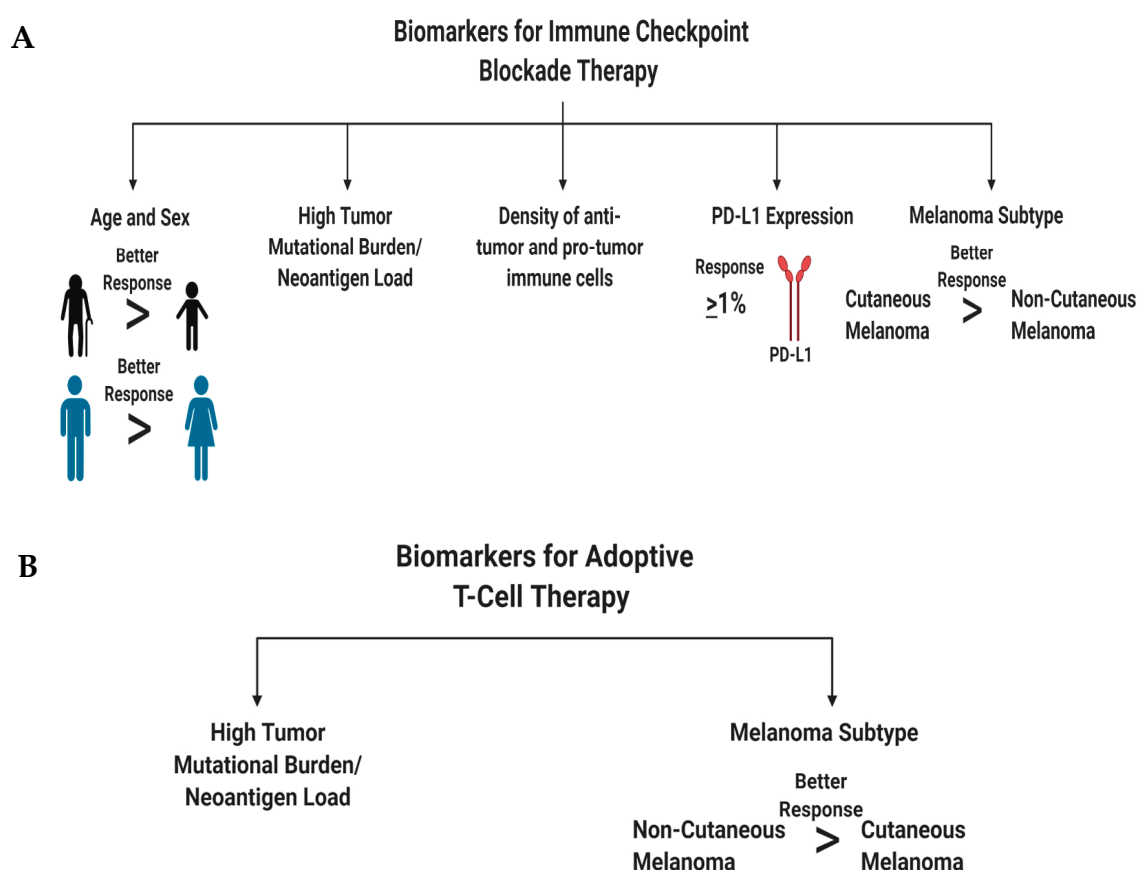 A
Biomarkers for Immune Checkpoint
Blockade Therapy
Age and Sex
Better
Response
>
Better
Response
>
High Tumor
Mutational Burden/
Neoantigen Load
Density of anti-
tumor and pro-tumor
immune cells
PD-L1 Expression
Response
≥1%
PD-L1
Melanoma Subtype
Better
Response
Cutaneous
Melanoma
>
Non-Cutaneous
Melanoma
B
Biomarkers for Adoptive
T-Cell Therapy
High Tumor
Mutational Burden/
Neoantigen Load
Melanoma Subtype
Better
Response
Non-Cutaneous
Melanoma
>
Cutaneous
Melanoma